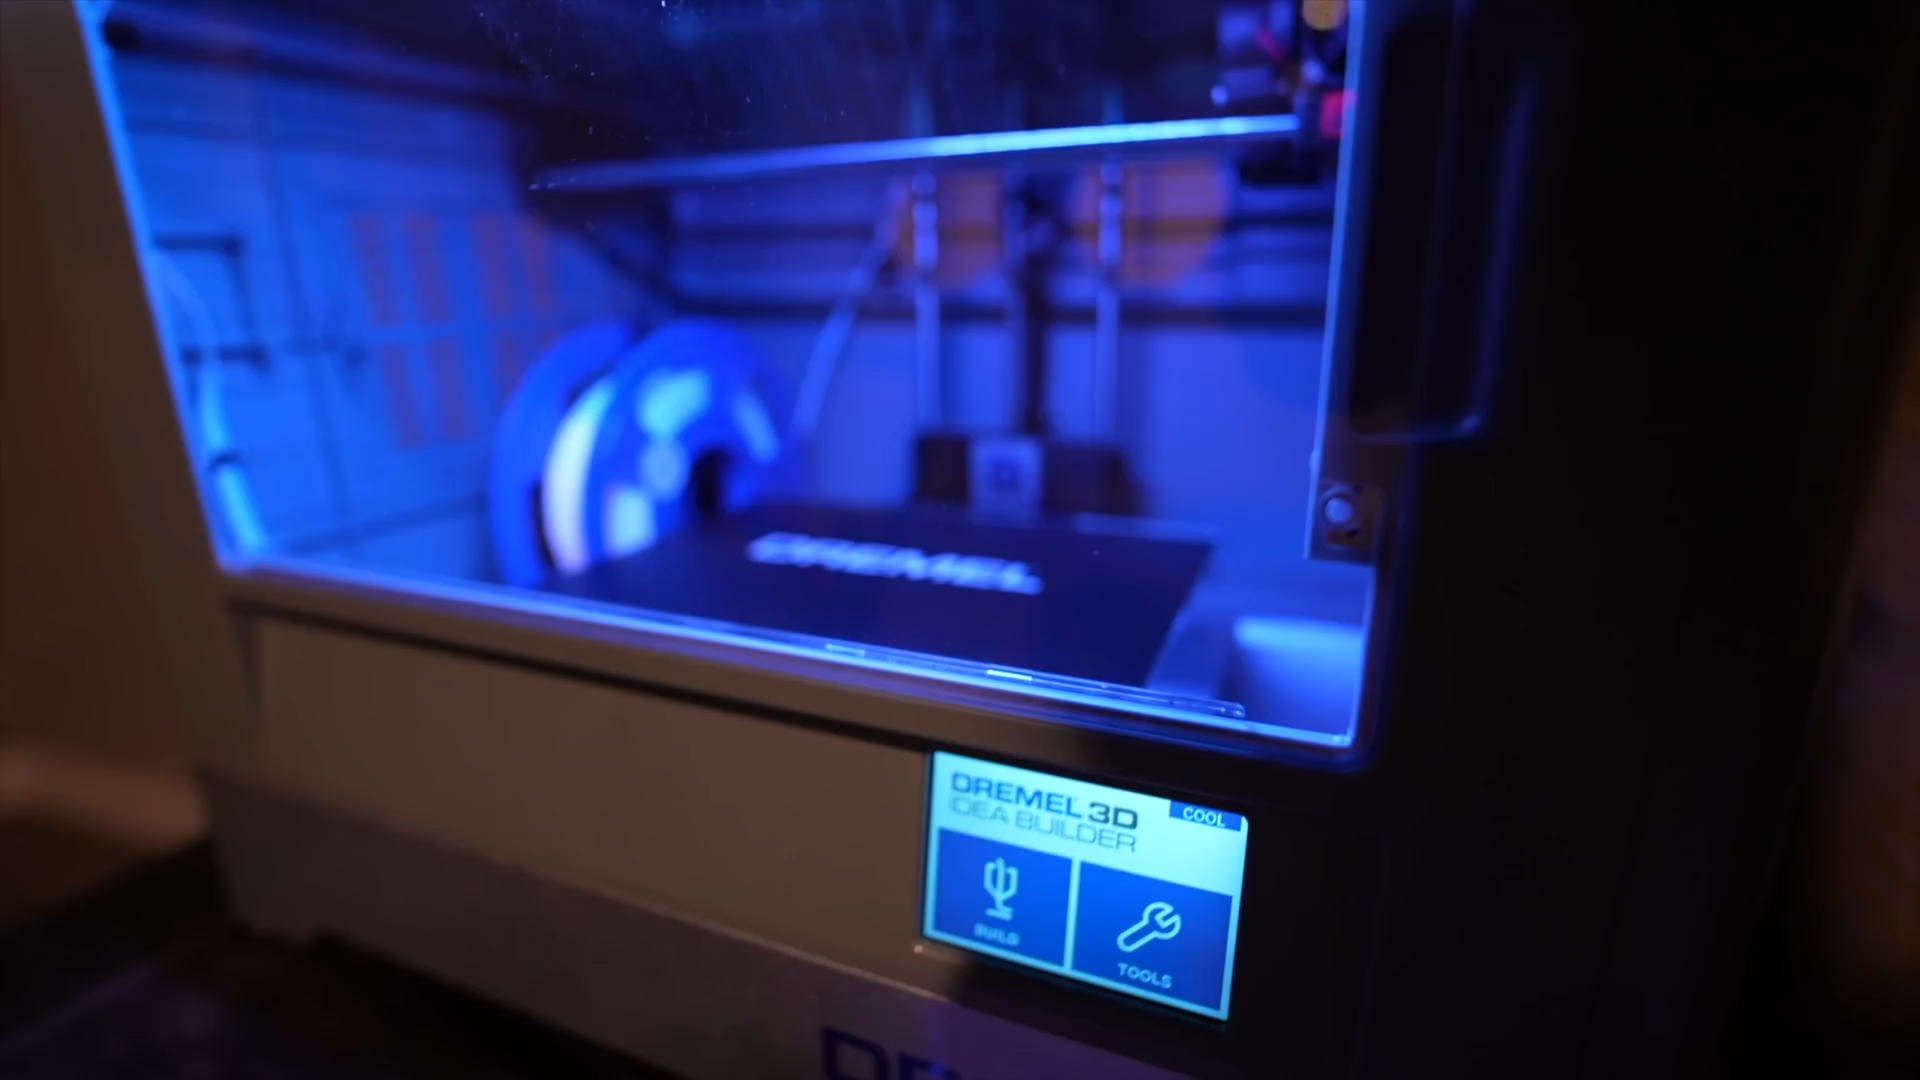 DREMEL
DREMEL 3D
COOL
IDEA BUILDER
BUILD
TOOLS